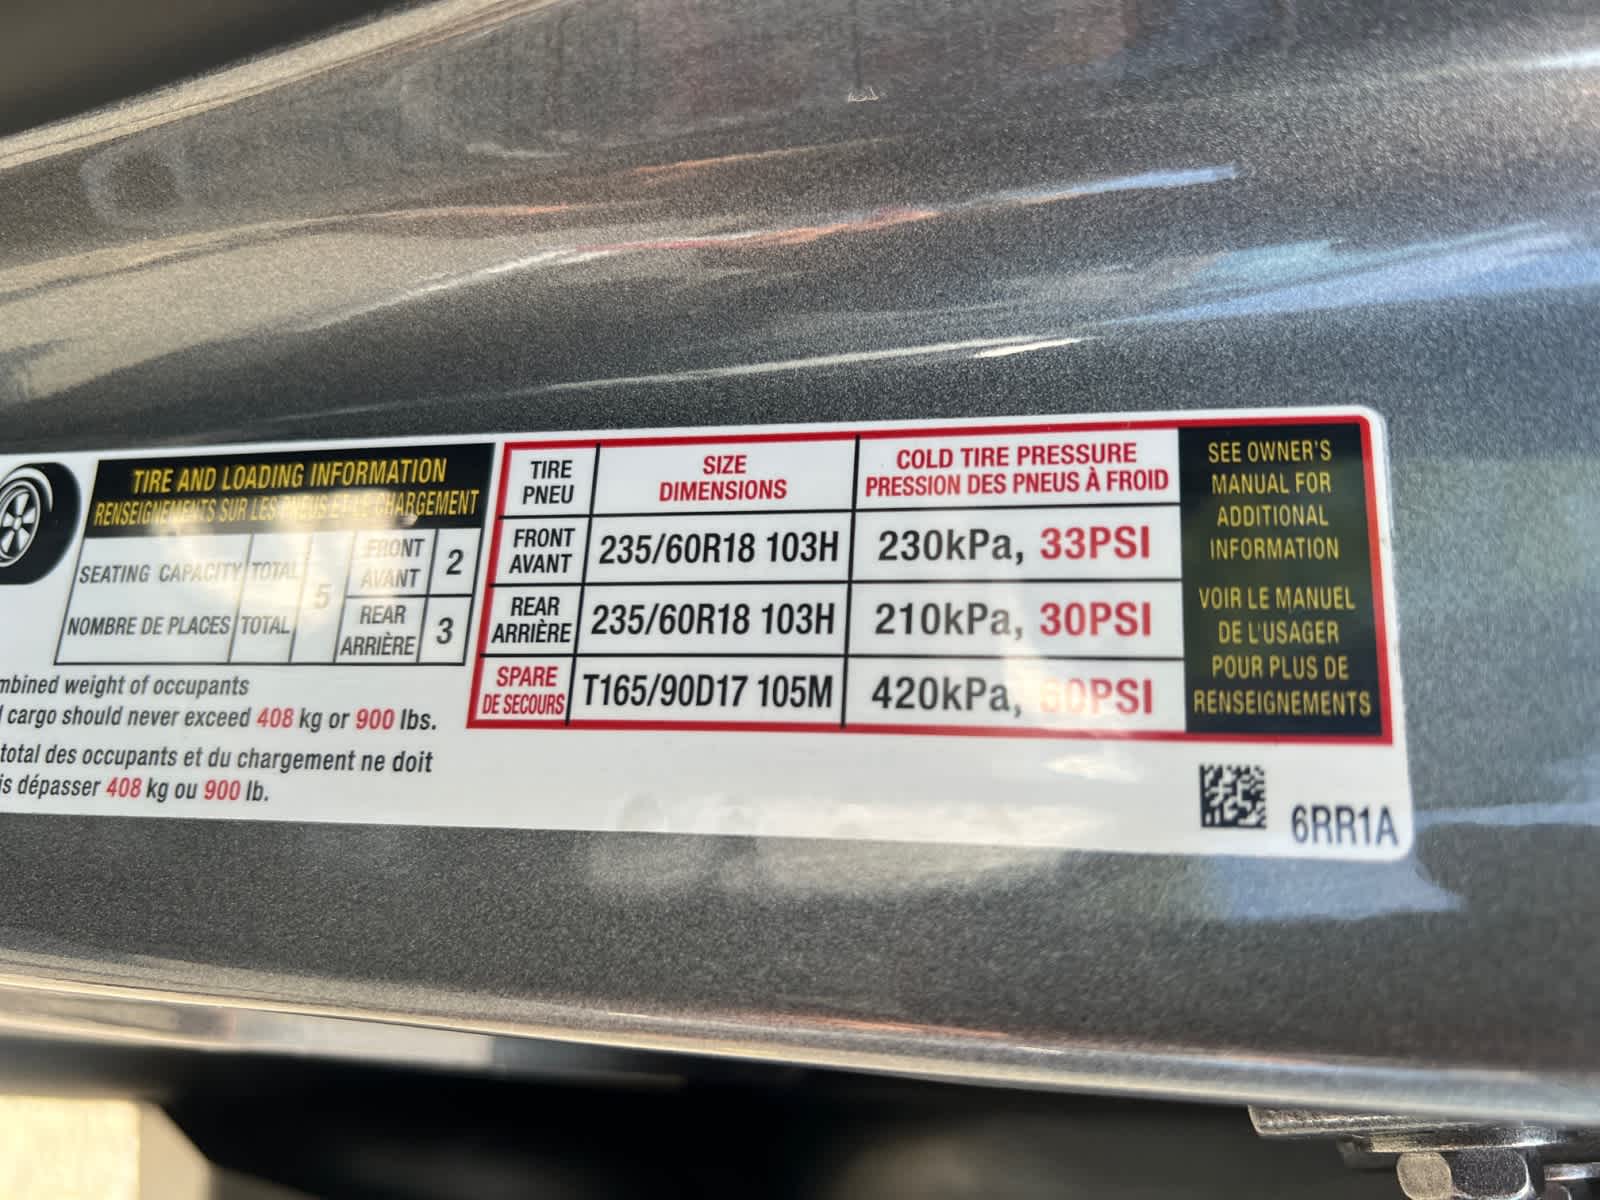 TIRE AND LOADING INFORMATION
RENSEIGNEMENTS SUR LES PNEUS ET LE CHARGEMENT
SEATING CAPACITY TOTAL
NOMBRE DE PLACES TOTAL
5
FRONT
AVANT
2
REAR
ARRIÈRE
3
weight of occupants
cargo should never exceed 408 kg or 900 lbs.
total des occupants et du chargement ne doit
dépasser 408 kg ou 900 lb.
TIRE
PNEU
SIZE
DIMENSIONS
COLD TIRE PRESSURE
PRESSION DES PNEUS À FROID
FRONT
AVANT
235/60R18 103H
230kPa, 33PSI
REAR
ARRIÈRE
235/60R18 103H
210kPa, 30PSI
SPARE
DE SECOURS
T165/90D17 105M
420kPa, 60PSI
SEE OWNER'S
MANUAL FOR
ADDITIONAL
INFORMATION
VOIR LE MANUEL
DE L'USAGER
POUR PLUS DE
RENSEIGNEMENTS
6RR1A